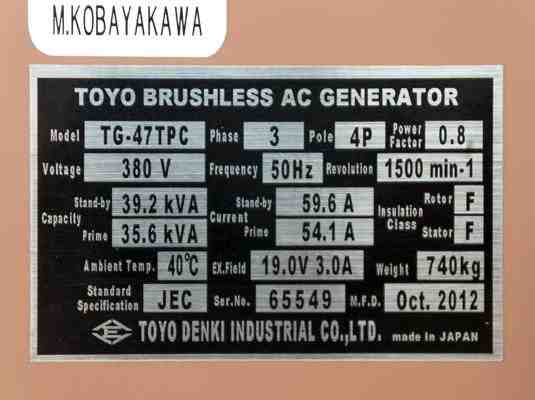 M.KOBAYAKAWA
TOYO BRUSHLESS AC GENERATOR
Model TG-47TPC Phase 3 Pole 4P Power Factor 0.8
Voltage 380 V Frequency 50Hz Revolution 1500 min-1
Capacity Stand-by 39.2 kVA Current Stand-by 59.6 A Insulation Class Rotor F
Prime 35.6 kVA Prime 54.1 A Stator F
Ambient Temp. 40℃ EX.Field 19.0V 3.0A Weight 740kg
Standard Specification JEC Ser.No. 65549 M.F.D. Oct. 2012
TOYO DENKI INDUSTRIAL CO.,LTD. made in JAPAN